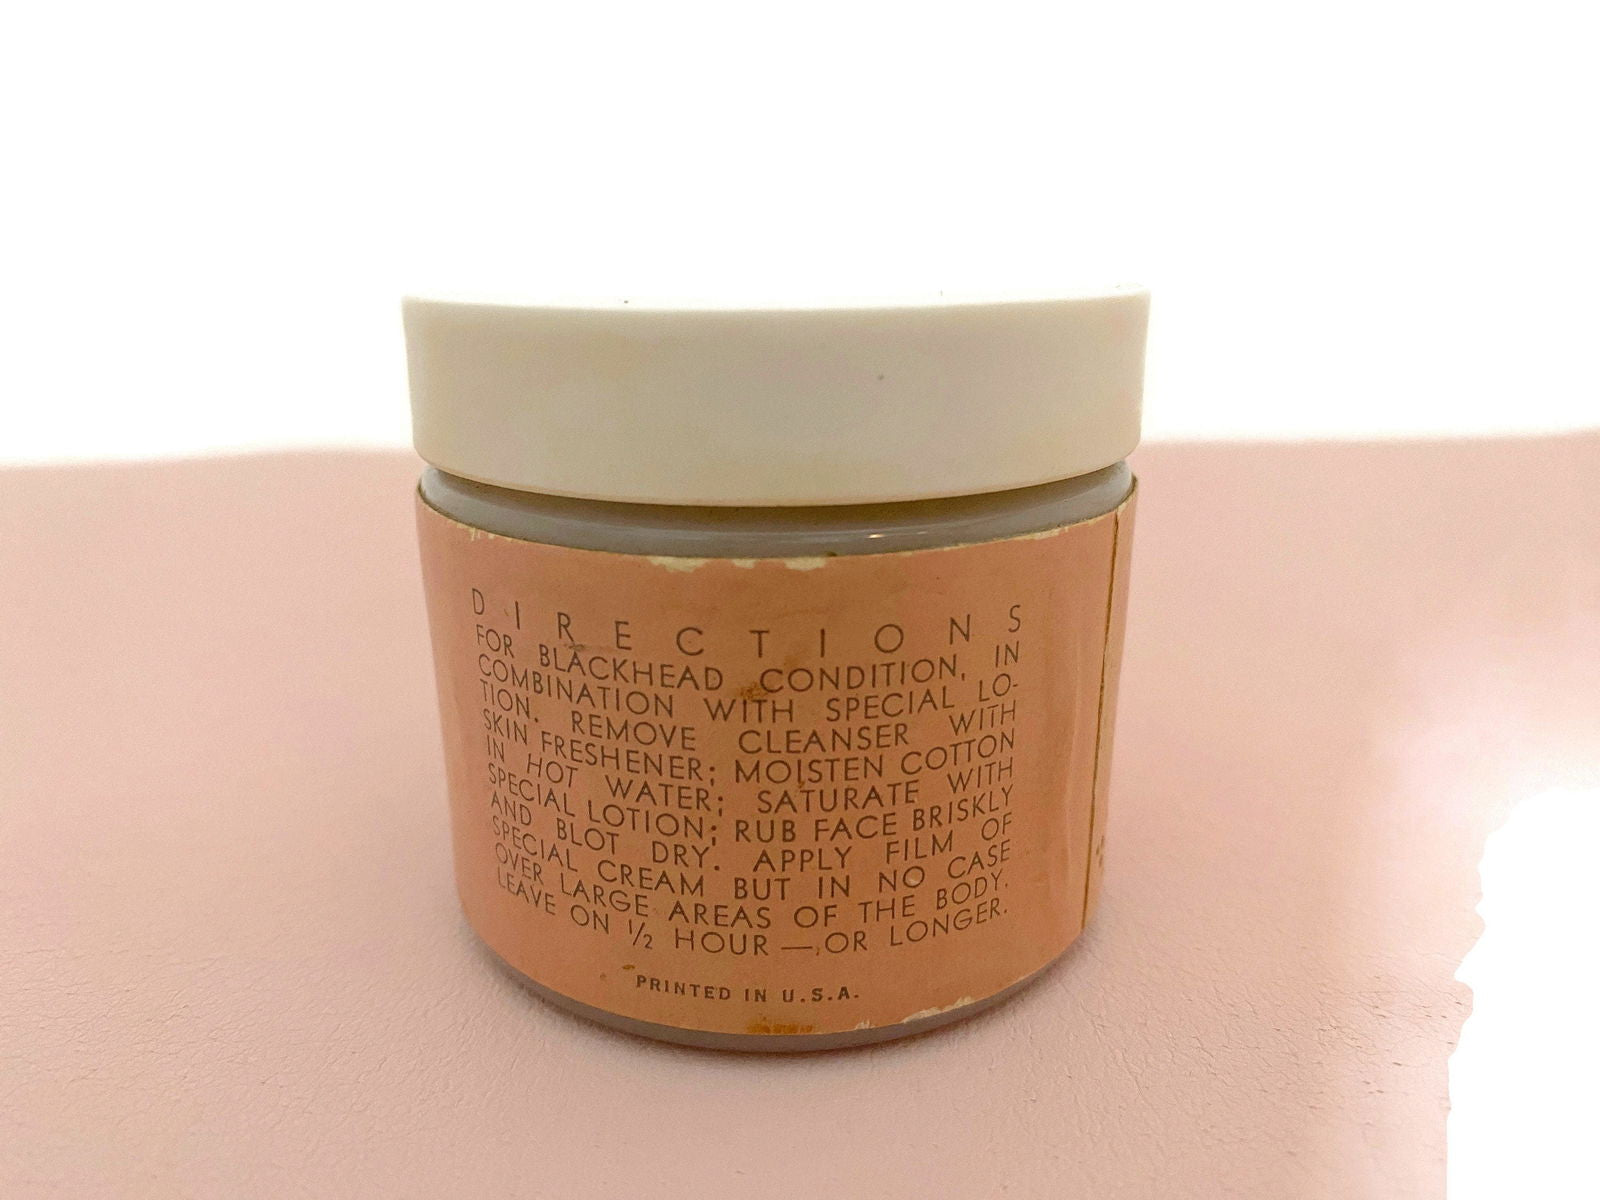 DIRECTIONS
FOR BLACKHEAD CONDITION, IN
COMBINATION WITH SPECIAL LO-
TION. REMOVE CLEANSER WITH
SKIN FRESHENER; MOISTEN COTTON
IN HOT WATER; SATURATE WITH
SPECIAL LOTION; RUB FACE BRISKLY
AND BLOT DRY. APPLY FILM OF
SPECIAL CREAM BUT IN NO CASE
OVER LARGE AREAS OF THE BODY.
LEAVE ON ½ HOUR — OR LONGER.
PRINTED IN U.S.A.